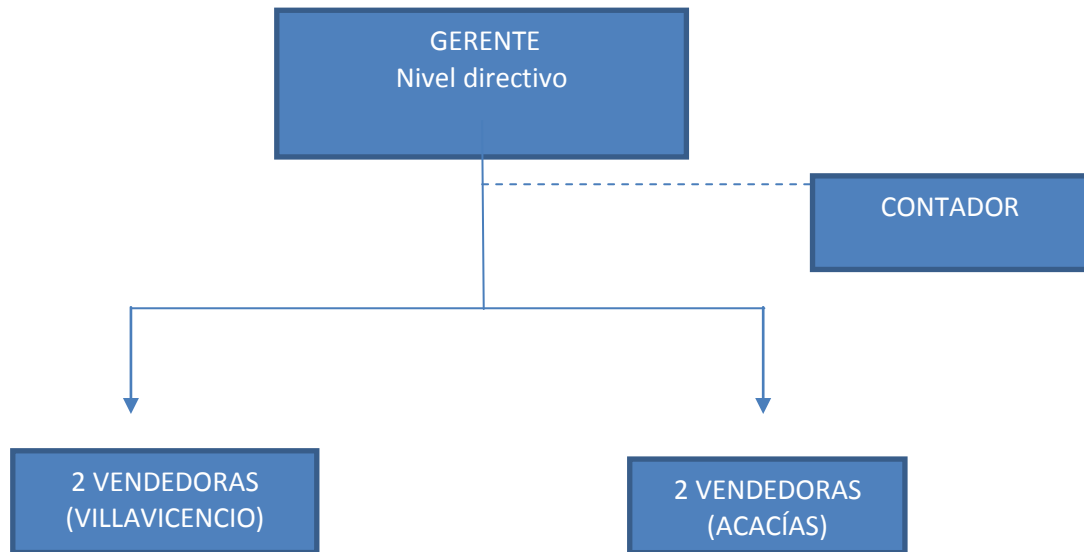 GERENTE
Nivel directivo
CONTADOR
2 VENDEDORAS
(VILLAVICENCIO)
2 VENDEDORAS
(ACACÍAS)